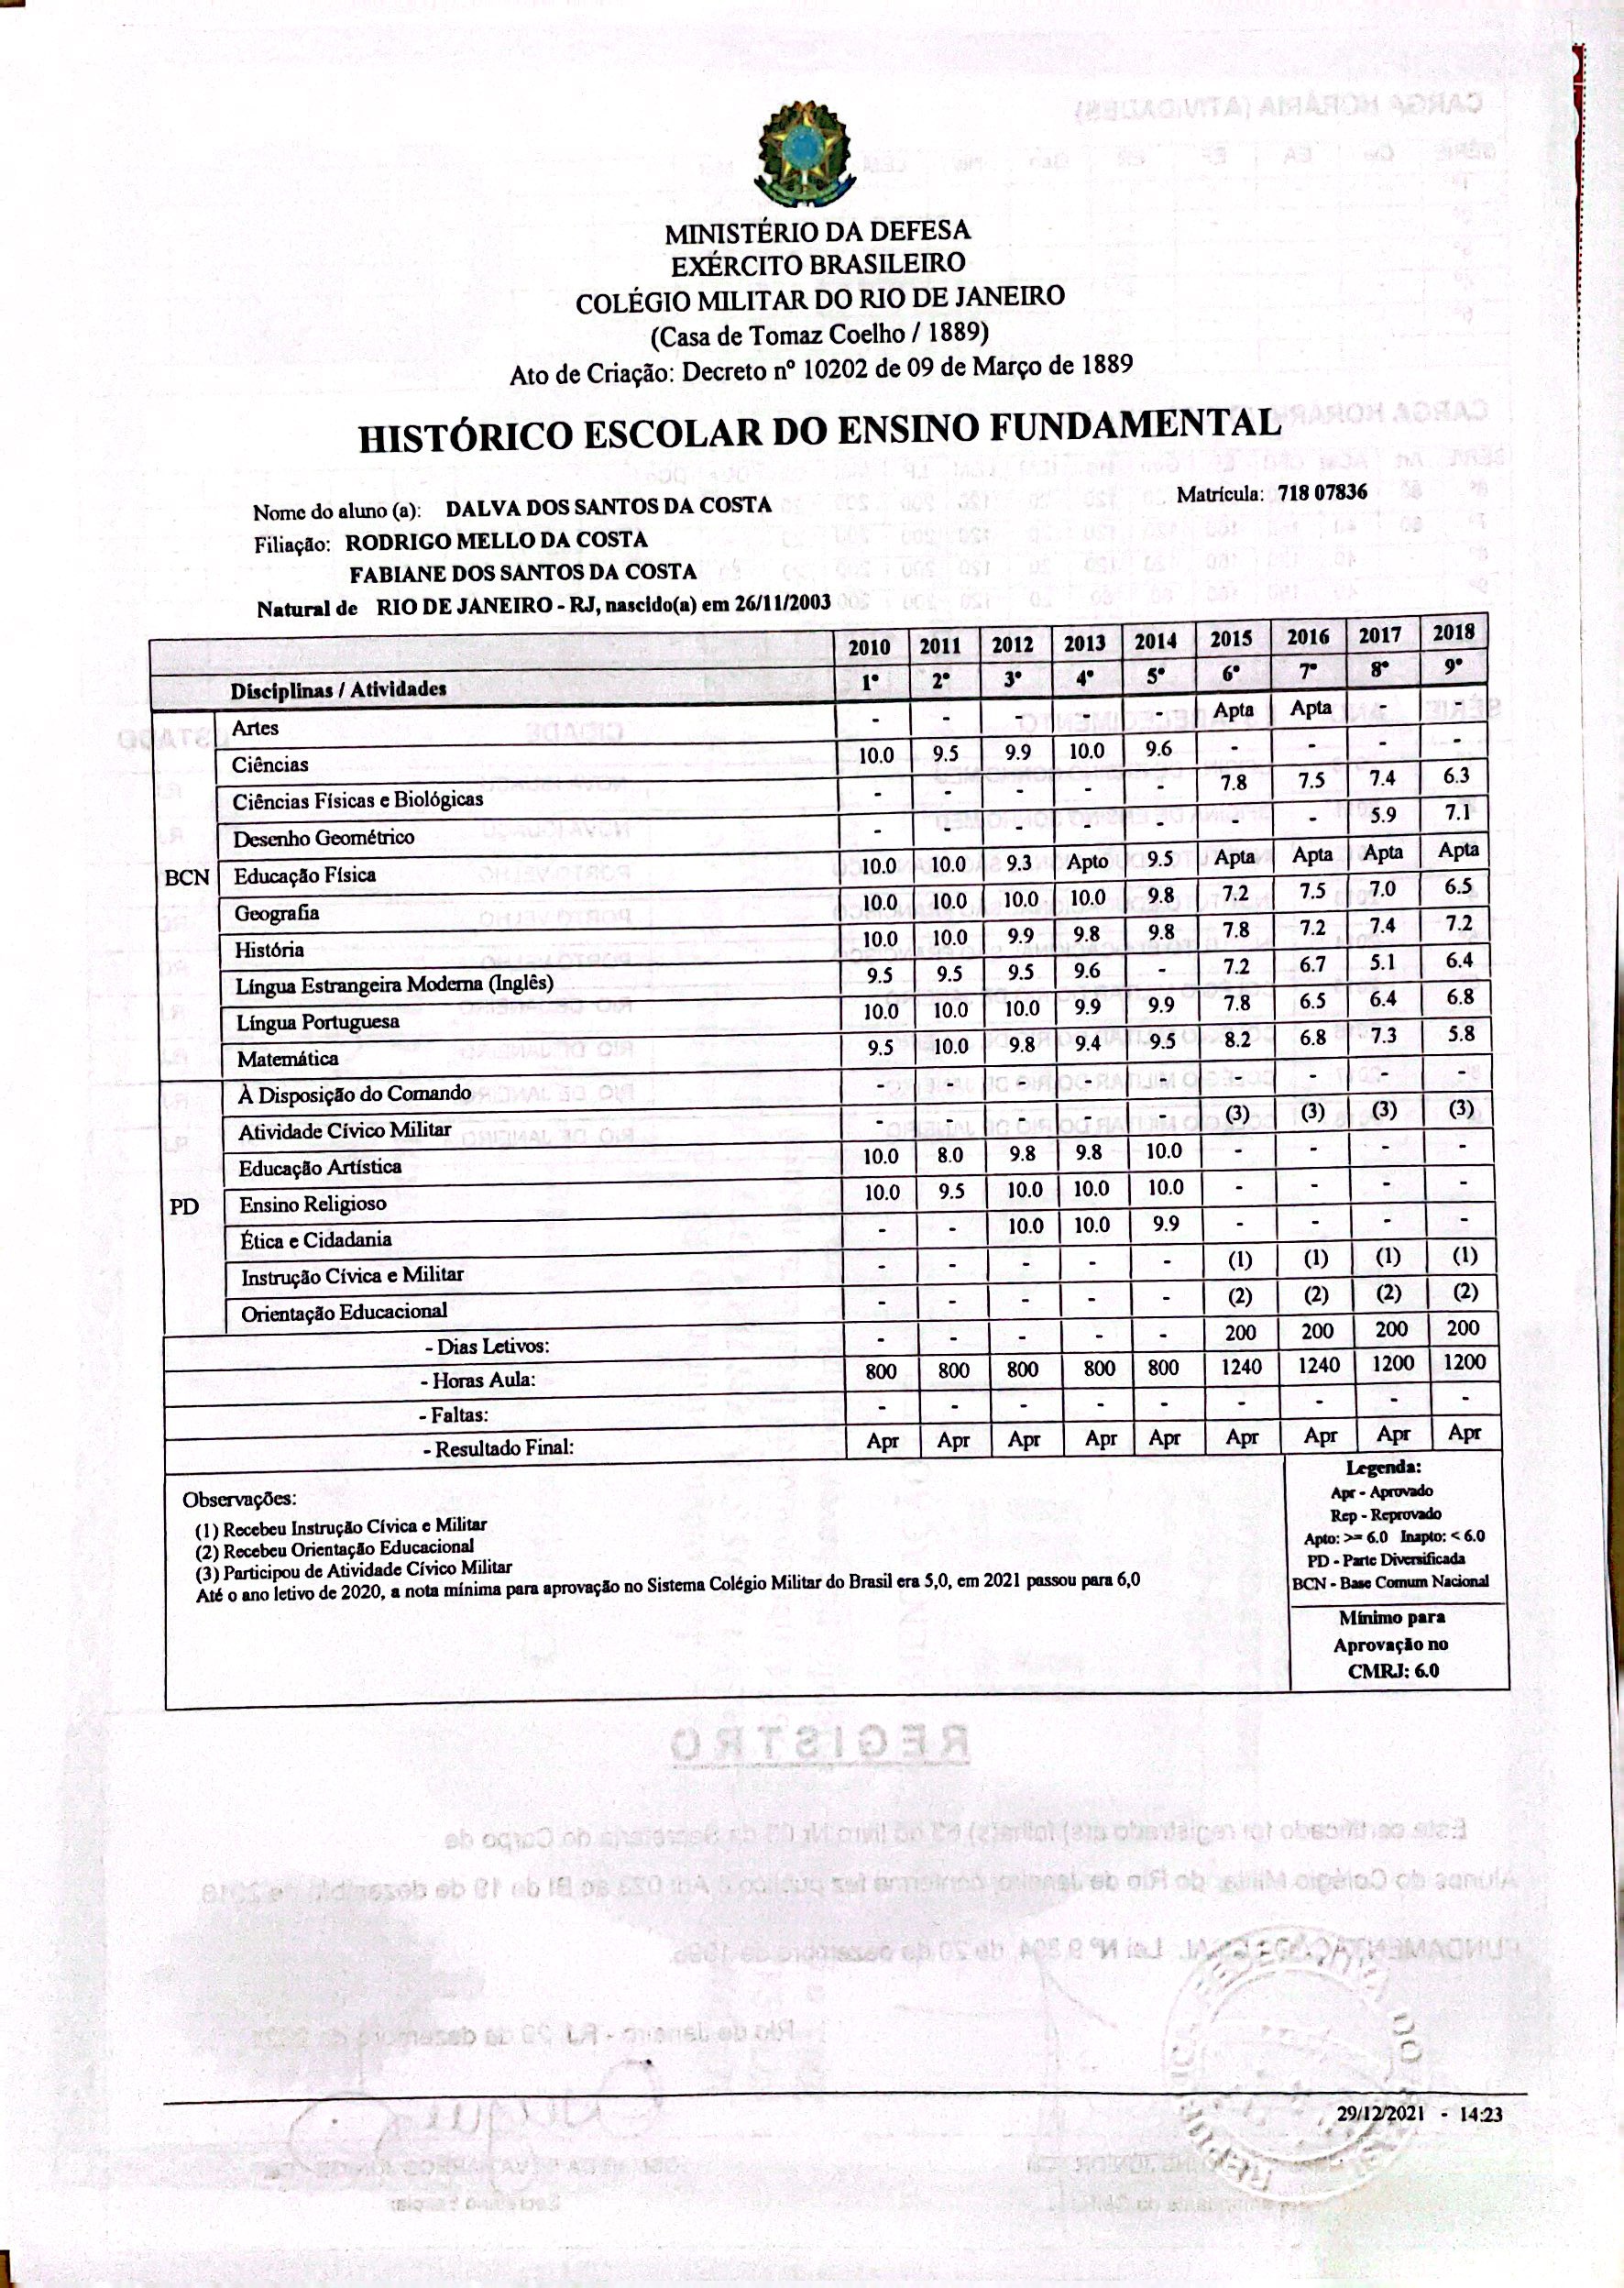 MINISTÉRIO DA DEFESA
EXÉRCITO BRASILEIRO
COLÉGIO MILITAR DO RIO DE JANEIRO
(Casa de Tomaz Coelho / 1889)
Ato de Criação: Decreto nº 10202 de 09 de Março de 1889
HISTÓRICO ESCOLAR DO ENSINO FUNDAMENTAL
Nome do aluno (a): DALVA DOS SANTOS DA COSTA Matrícula: 718 07836
Filiação: RODRIGO MELLO DA COSTA
FABIANE DOS SANTOS DA COSTA
Natural de RIO DE JANEIRO - RJ, nascido(a) em 26/11/2003
2010 2011 2012 2013 2014 2015 2016 2017 2018
Disciplinas / Atividades 1º 2º 3º 4º 5º 6º 7º 8º 9º
Artes - - - - - Apta Apta - -
Ciências 10.0 9.5 9.9 10.0 9.6 - - - -
Ciências Físicas e Biológicas - - - - - 7.8 7.5 7.4 6.3
Desenho Geométrico - - - - - - - 5.9 7.1
BCN Educação Física 10.0 10.0 9.3 Apto 9.5 Apta Apta Apta Apta
Geografia 10.0 10.0 10.0 10.0 9.8 7.2 7.5 7.0 6.5
História 10.0 10.0 9.9 9.8 9.8 7.8 7.2 7.4 7.2
Língua Estrangeira Moderna (Inglês) 9.5 9.5 9.5 9.6 - 7.2 6.7 5.1 6.4
Língua Portuguesa 10.0 10.0 10.0 9.9 9.9 7.8 6.5 6.4 6.8
Matemática 9.5 10.0 9.8 9.4 9.5 8.2 6.8 7.3 5.8
À Disposição do Comando - - - - - - - - -
Atividade Cívico Militar - - - - - (3) (3) (3) (3)
Educação Artística 10.0 8.0 9.8 9.8 10.0 - - - -
PD Ensino Religioso 10.0 9.5 10.0 10.0 10.0 - - - -
Ética e Cidadania - - 10.0 10.0 9.9 - - - -
Instrução Cívica e Militar - - - - - (1) (1) (1) (1)
Orientação Educacional - - - - - (2) (2) (2) (2)
- Dias Letivos: - - - - - 200 200 200 200
- Horas Aula: 800 800 800 800 800 1240 1240 1200 1200
- Faltas: - - - - - - - - -
- Resultado Final: Apr Apr Apr Apr Apr Apr Apr Apr Apr
Observações:
(1) Recebeu Instrução Cívica e Militar
(2) Recebeu Orientação Educacional
(3) Participou de Atividade Cívico Militar
Até o ano letivo de 2020, a nota mínima para aprovação no Sistema Colégio Militar do Brasil era 5,0, em 2021 passou para 6,0
Legenda:
Apr - Aprovado
Rep - Reprovado
Apto: >= 6.0 Inapto: < 6.0
PD - Parte Diversificada
BCN - Base Comum Nacional
Mínimo para
Aprovação no
CMRJ: 6.0
REGISTRO
29/12/2021 - 14:23